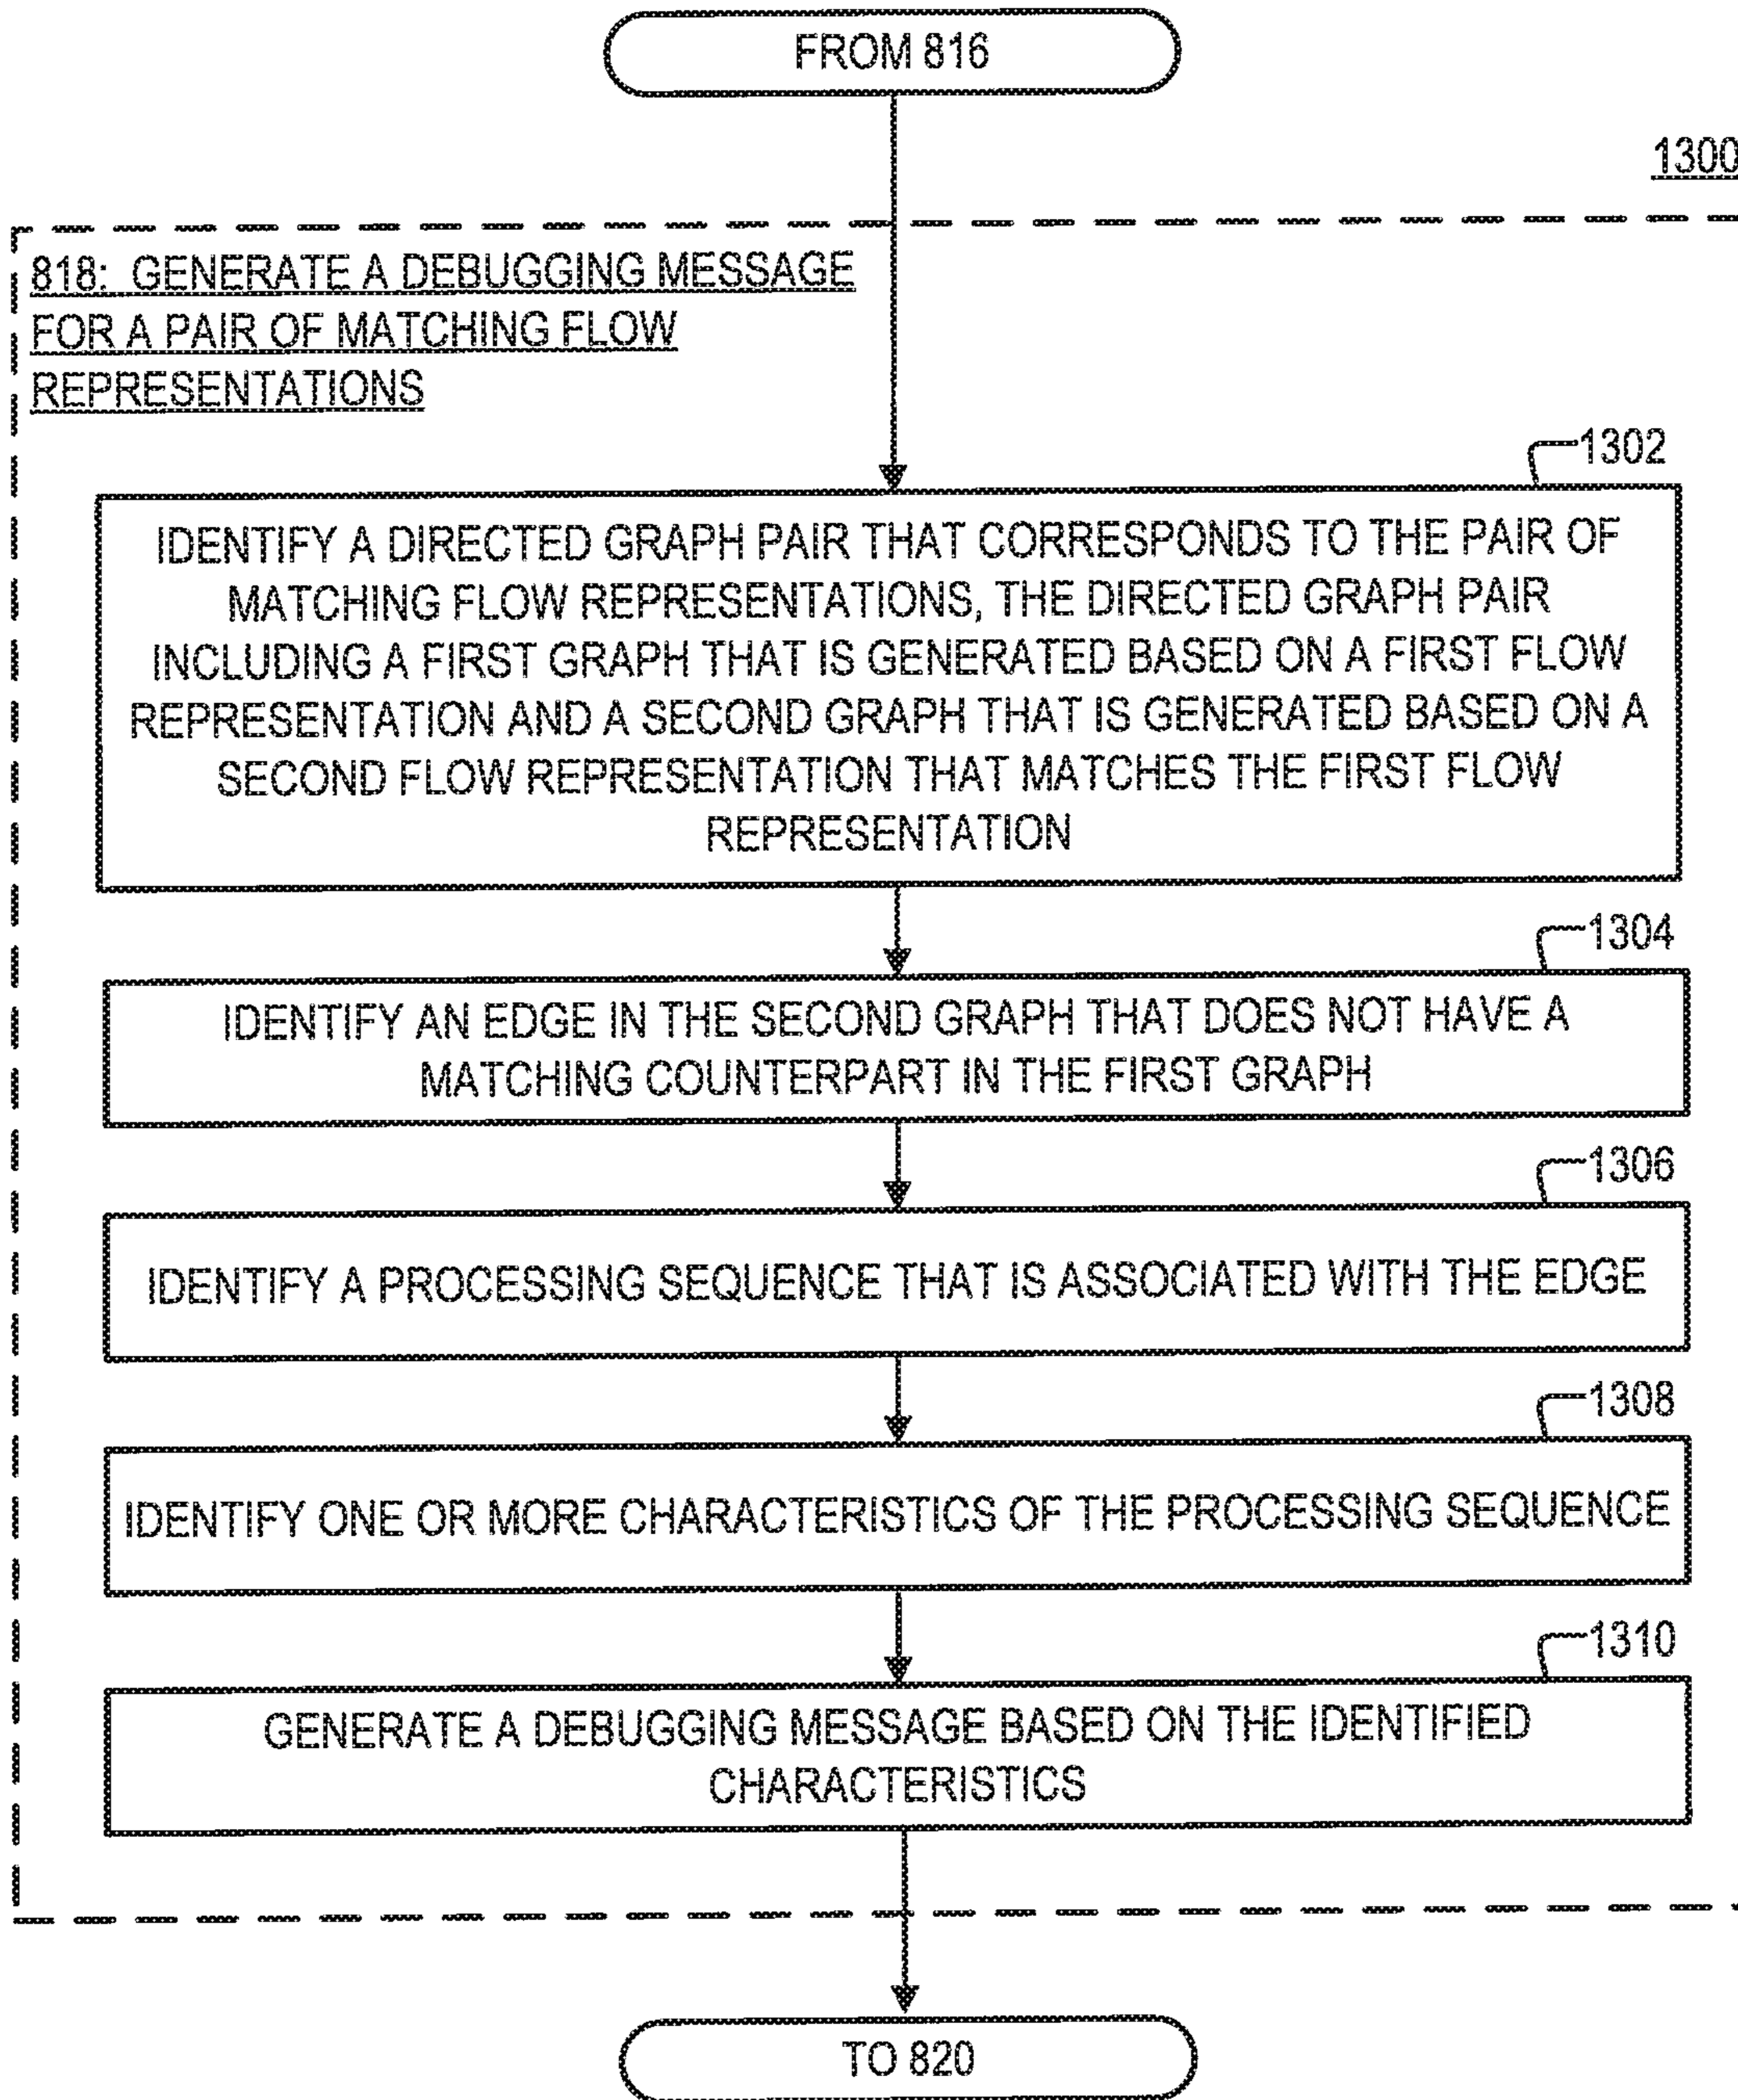 FROM 816
1300
818: GENERATE A DEBUGGING MESSAGE
FOR A PAIR OF MATCHING FLOW
REPRESENTATIONS
1302
IDENTIFY A DIRECTED GRAPH PAIR THAT CORRESPONDS TO THE PAIR OF
MATCHING FLOW REPRESENTATIONS, THE DIRECTED GRAPH PAIR
INCLUDING A FIRST GRAPH THAT IS GENERATED BASED ON A FIRST FLOW
REPRESENTATION AND A SECOND GRAPH THAT IS GENERATED BASED ON A
SECOND FLOW REPRESENTATION THAT MATCHES THE FIRST FLOW
REPRESENTATION
1304
IDENTIFY AN EDGE IN THE SECOND GRAPH THAT DOES NOT HAVE A
MATCHING COUNTERPART IN THE FIRST GRAPH
1306
IDENTIFY A PROCESSING SEQUENCE THAT IS ASSOCIATED WITH THE EDGE
1308
IDENTIFY ONE OR MORE CHARACTERISTICS OF THE PROCESSING SEQUENCE
1310
GENERATE A DEBUGGING MESSAGE BASED ON THE IDENTIFIED
CHARACTERISTICS
TO 820